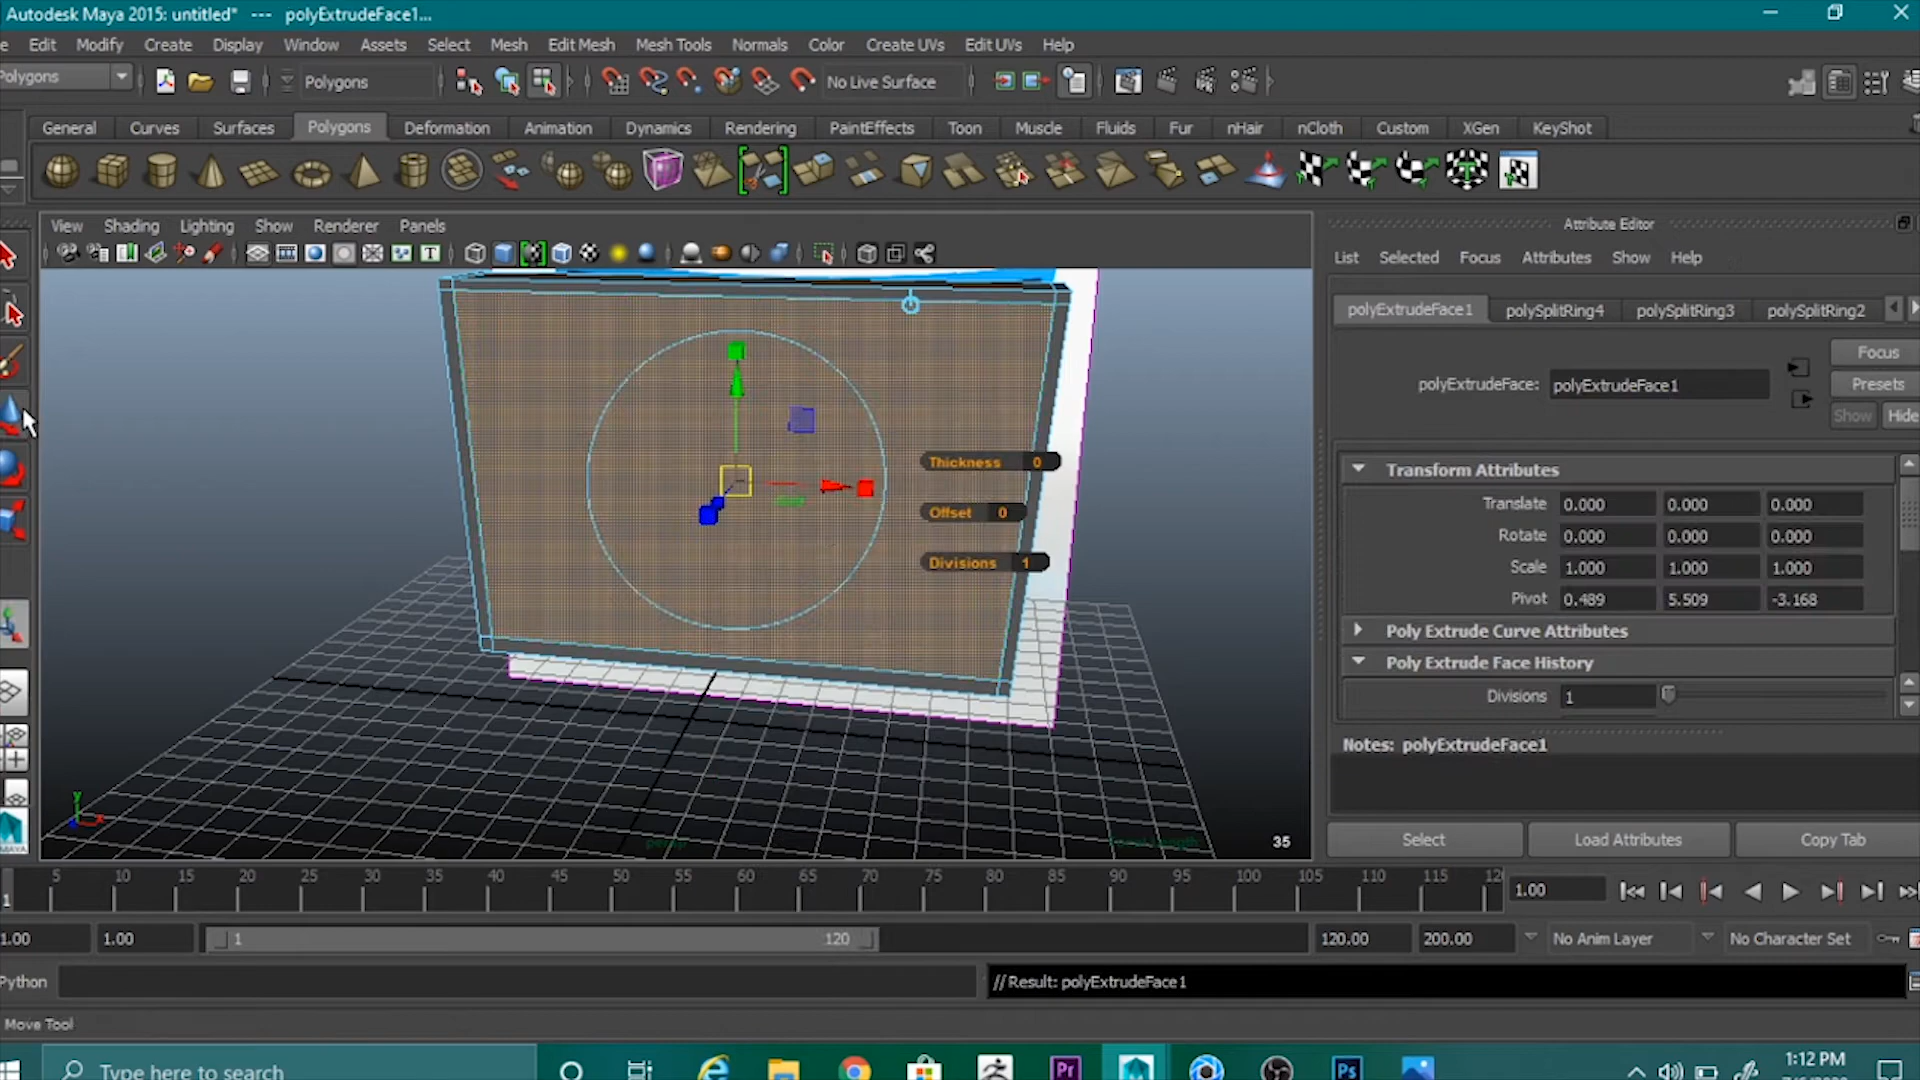 Autodesk Maya 2015: untitled* --- polyExtrudeFace1...
e Edit Modify Create Display Window Assets Select Mesh Edit Mesh Mesh Tools Normals Color Create UVs Edit UVs Help
Polygons Polygons No Live Surface
General Curves Surfaces Polygons Deformation Animation Dynamics Rendering PaintEffects Toon Muscle Fluids Fur nHair nCloth Custom XGen KeyShot
View Shading Lighting Show Renderer Panels
Attribute Editor
List Selected Focus Attributes Show Help
polyExtrudeFace1 polySplitRing4 polySplitRing3 polySplitRing2
Focus
polyExtrudeFace: polyExtrudeFace1
Presets
Show Hide
Thickness 0
Offset 0
Divisions 1
Transform Attributes
Translate 0.000 0.000 0.000
Rotate 0.000 0.000 0.000
Scale 1.000 1.000 1.000
Pivot 0.489 5.509 -3.168
Poly Extrude Curve Attributes
Poly Extrude Face History
Divisions 1
Notes: polyExtrudeFace1
y
x
persp
35
MAYA
Select Load Attributes Copy Tab
5 10 15 20 25 30 35 40 45 50 55 60 65 70 75 80 85 90 95 100 105 110 115 12
1 1.00
1.00 1.00 1 120 120.00 200.00 No Anim Layer No Character Set
Python // Result: polyExtrudeFace1
Move Tool
Type here to search
Pr Ps
1:12 PM